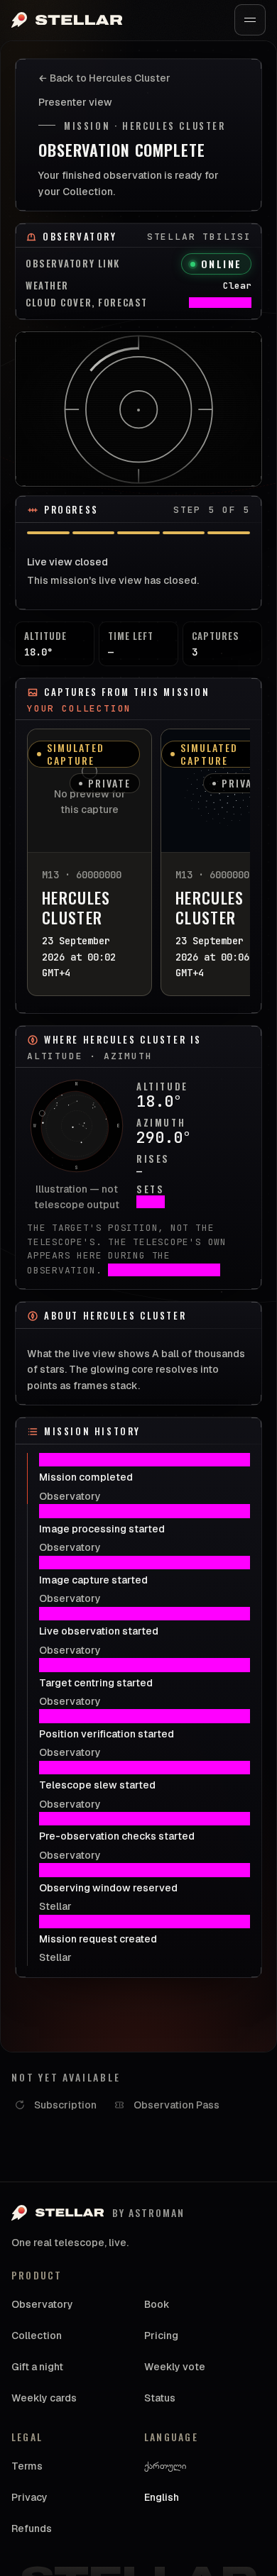 STELLAR
← Back to Hercules Cluster
Presenter view
MISSION · HERCULES CLUSTER
OBSERVATION COMPLETE
Your finished observation is ready for
your Collection.
OBSERVATORY STELLAR TBILISI
OBSERVATORY LINK ONLINE
WEATHER Clear
CLOUD COVER, FORECAST
PROGRESS STEP 5 OF 5
Live view closed
This mission's live view has closed.
ALTITUDE TIME LEFT CAPTURES
18.0° — 3
CAPTURES FROM THIS MISSION
YOUR COLLECTION
SIMULATED CAPTURE SIMULATED CAPTURE
PRIVATE PRIVA
No preview for
this capture
M13 · 60000000 M13 · 60000000
HERCULES CLUSTER HERCULES CLUSTER
23 September 23 September
2026 at 00:02 2026 at 00:06
GMT+4 GMT+4
WHERE HERCULES CLUSTER IS
ALTITUDE · AZIMUTH
ALTITUDE
18.0°
AZIMUTH
290.0°
RISES
—
SETS
Illustration — not
telescope output
THE TARGET'S POSITION, NOT THE
TELESCOPE'S. THE TELESCOPE'S OWN
APPEARS HERE DURING THE
OBSERVATION.
ABOUT HERCULES CLUSTER
What the live view shows A ball of thousands
of stars. The glowing core resolves into
points as frames stack.
MISSION HISTORY
Mission completed
Observatory
Image processing started
Observatory
Image capture started
Observatory
Live observation started
Observatory
Target centring started
Observatory
Position verification started
Observatory
Telescope slew started
Observatory
Pre-observation checks started
Observatory
Observing window reserved
Stellar
Mission request created
Stellar
NOT YET AVAILABLE
Subscription Observation Pass
STELLAR BY ASTROMAN
One real telescope, live.
PRODUCT
Observatory Book
Collection Pricing
Gift a night Weekly vote
Weekly cards Status
LEGAL LANGUAGE
Terms ქართული
Privacy English
Refunds
STELLAR